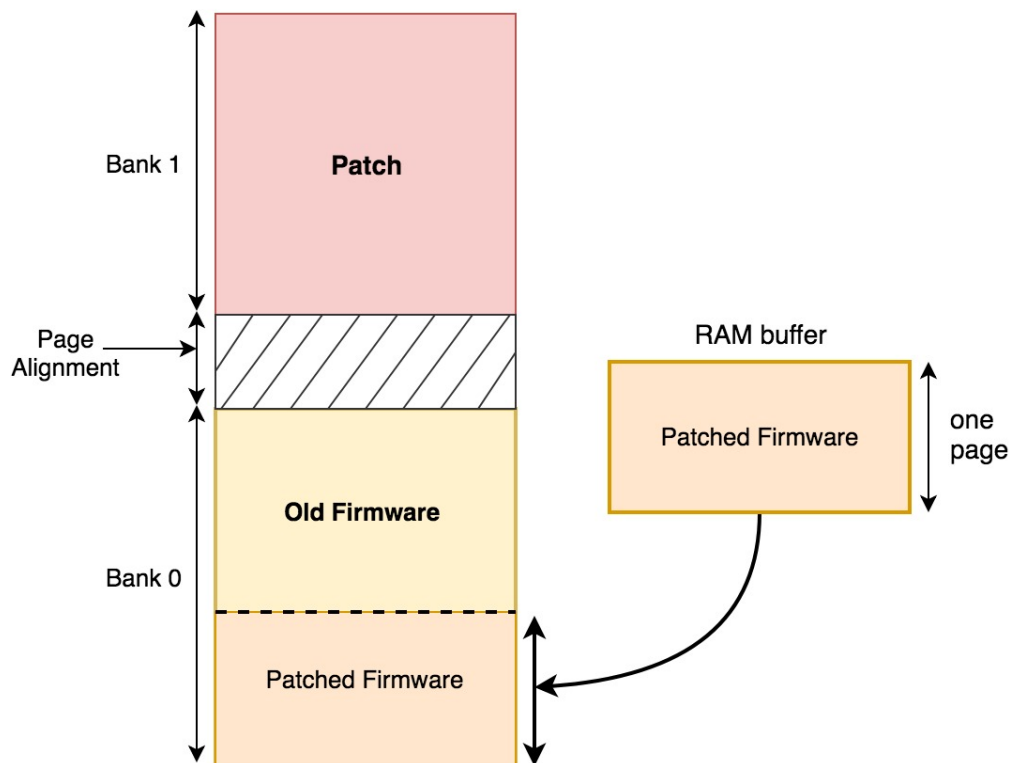 Bank 1
Patch
Page
Alignment
RAM buffer
Patched Firmware
one
page
Old Firmware
Bank 0
Patched Firmware